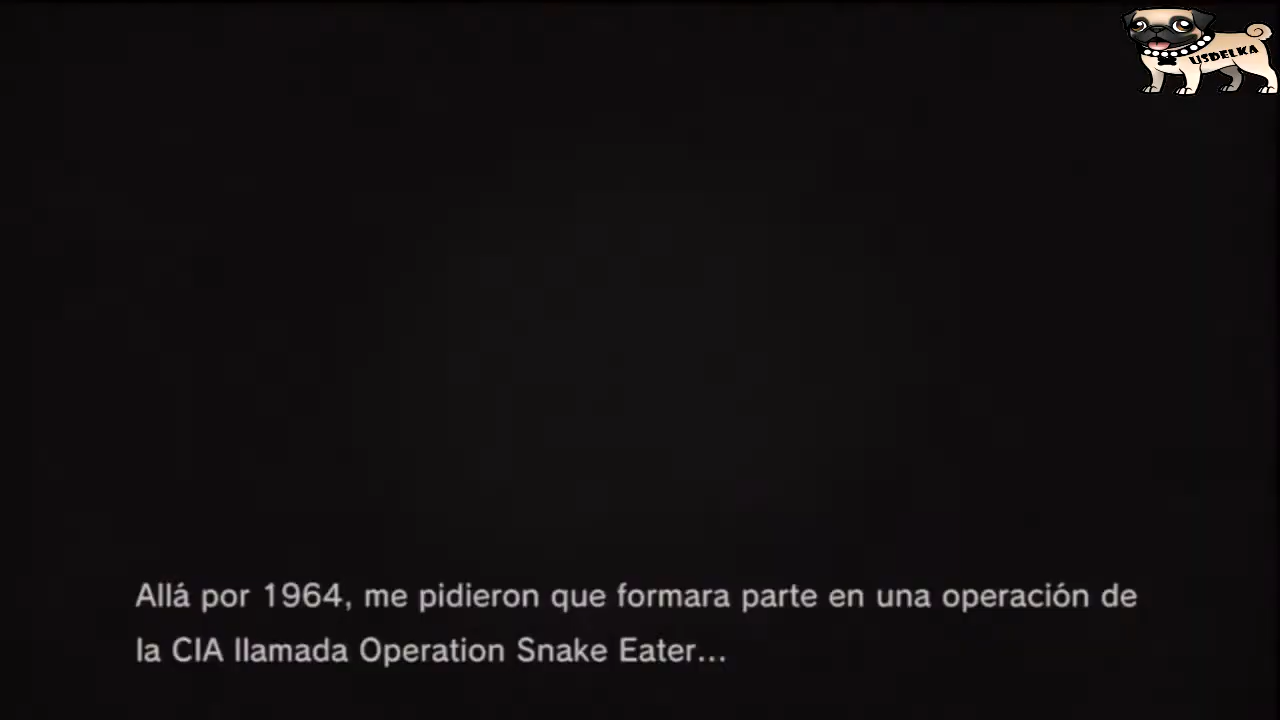 USDELKA
Allá por 1964, me pidieron que formara parte en una operación de
la CIA llamada Operation Snake Eater...